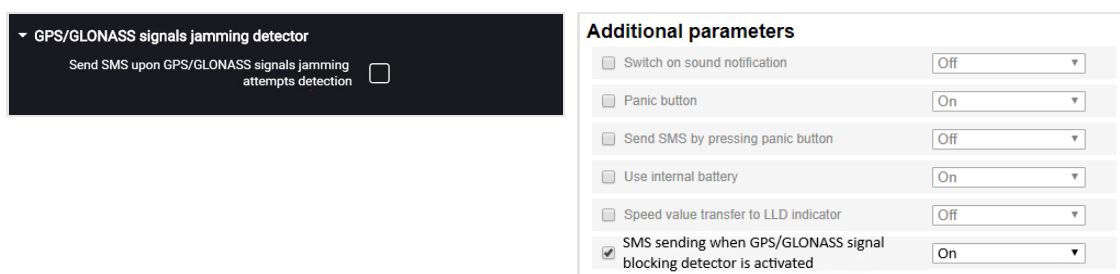 GPS/GLONASS signals jamming detector
Send SMS upon GPS/GLONASS signals jamming
attempts detection
Additional parameters
Switch on sound notification Off
Panic button On
Send SMS by pressing panic button Off
Use internal battery On
Speed value transfer to LLD indicator Off
SMS sending when GPS/GLONASS signal
blocking detector is activated On